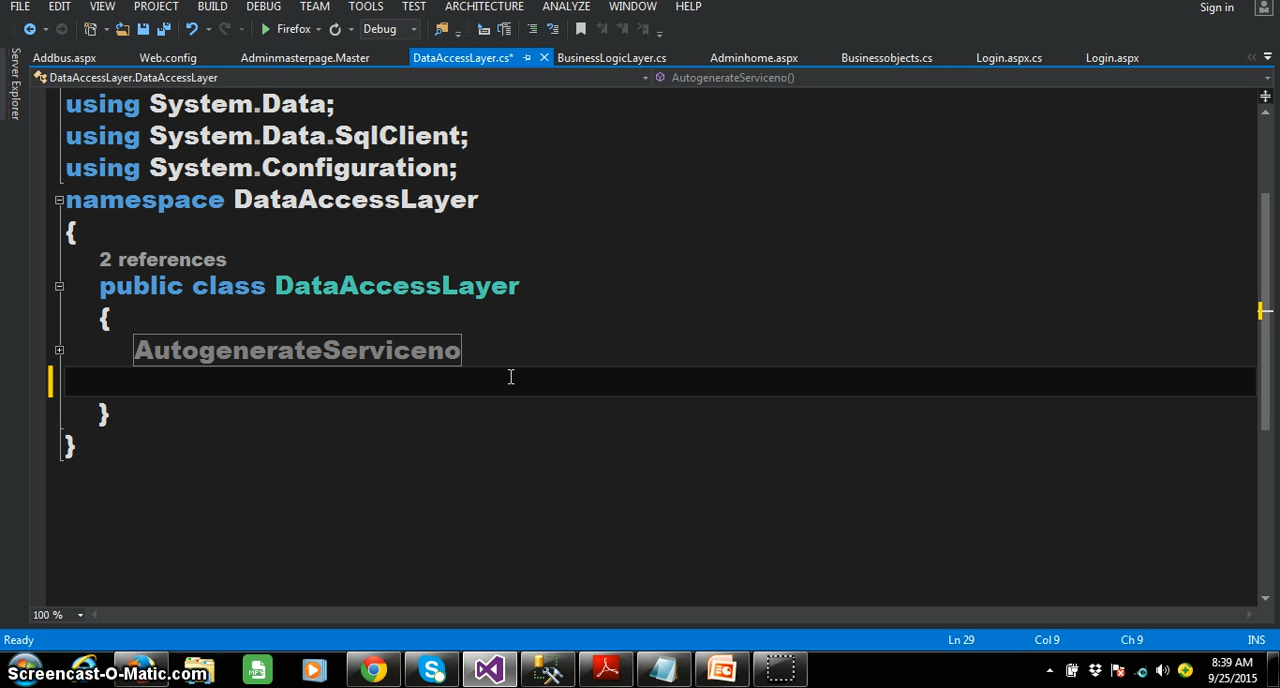 FILE EDIT VIEW PROJECT BUILD DEBUG TEAM TOOLS TEST ARCHITECTURE ANALYZE WINDOW HELP Sign in
Firefox Debug
Server Explorer
Addbus.aspx Web.config Adminmasterpage.Master DataAccessLayer.cs* BusinessLogicLayer.cs Adminhome.aspx Businessobjects.cs Login.aspx.cs Login.aspx
DataAccessLayer.DataAccessLayer AutogenerateServiceno()
using System.Data;
using System.Data.SqlClient;
using System.Configuration;
namespace DataAccessLayer
{
2 references
public class DataAccessLayer
{
AutogenerateServiceno
}
}
100 %
Ready Ln 29 Col 9 Ch 9 INS
Screencast-O-Matic.com
8:39 AM
9/25/2015